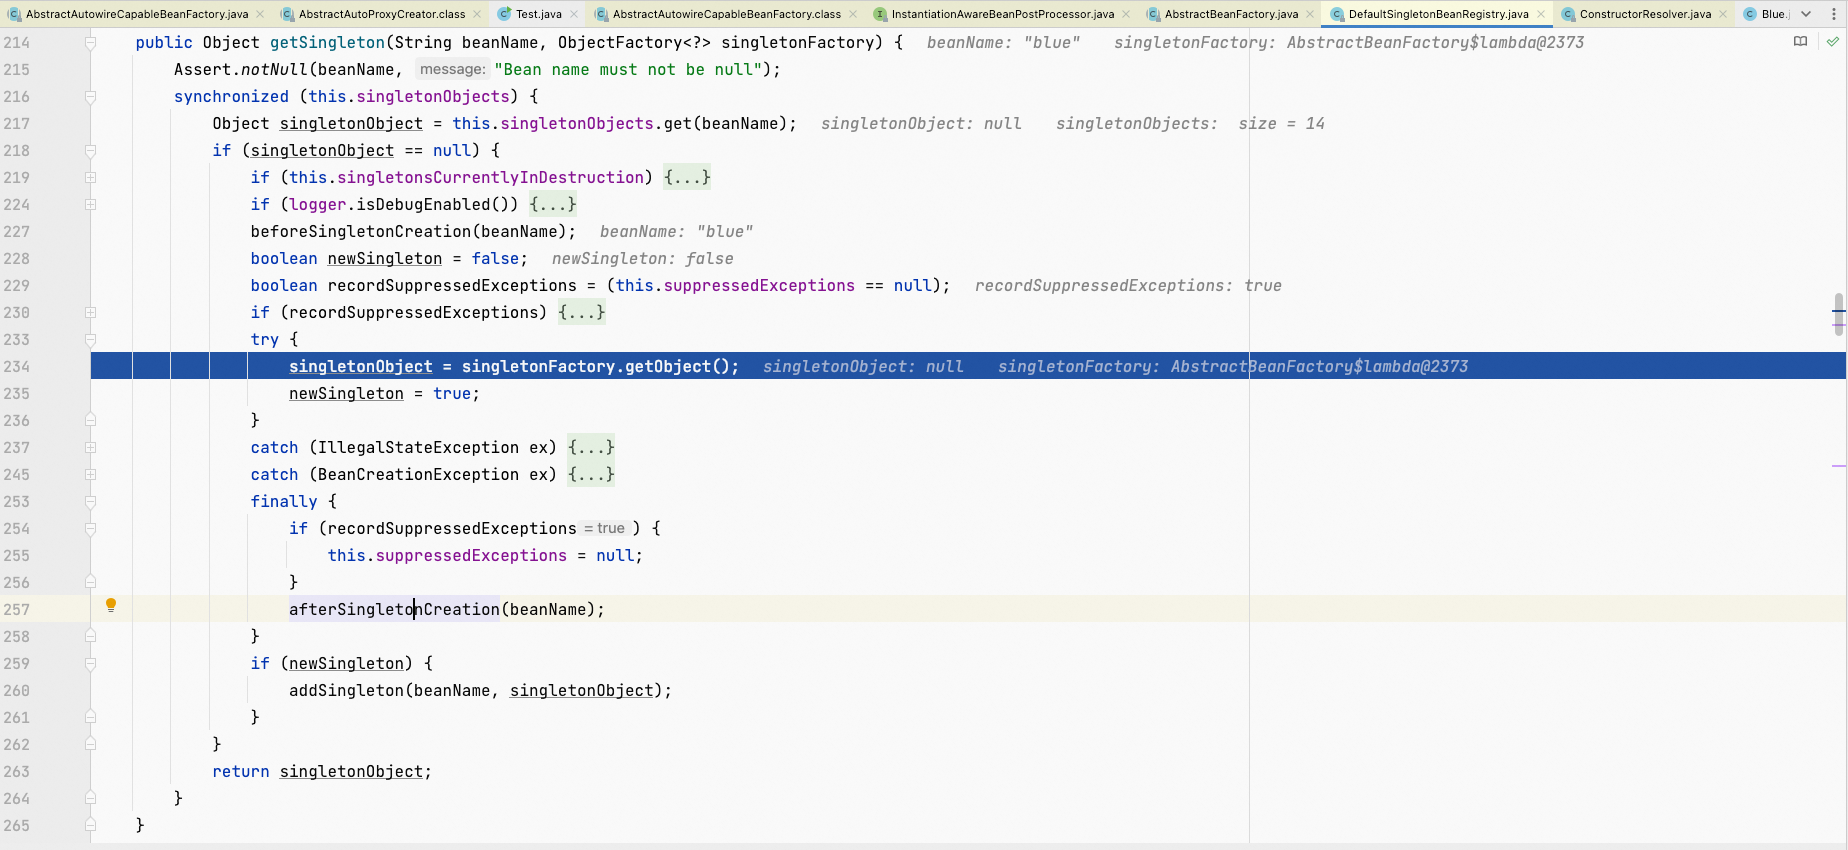 AbstractAutowireCapableBeanFactory.java AbstractAutoProxyCreator.class Test.java AbstractAutowireCapableBeanFactory.class InstantiationAwareBeanPostProcessor.java AbstractBeanFactory.java DefaultSingletonBeanRegistry.java ConstructorResolver.java Blue.j
214 public Object getSingleton(String beanName, ObjectFactory<?> singletonFactory) { beanName: "blue" singletonFactory: AbstractBeanFactory$lambda@2373
215 Assert.notNull(beanName, message: "Bean name must not be null");
216 synchronized (this.singletonObjects) {
217 Object singletonObject = this.singletonObjects.get(beanName); singletonObject: null singletonObjects: size = 14
218 if (singletonObject == null) {
219 if (this.singletonsCurrentlyInDestruction) {...}
224 if (logger.isDebugEnabled()) {...}
227 beforeSingletonCreation(beanName); beanName: "blue"
228 boolean newSingleton = false; newSingleton: false
229 boolean recordSuppressedExceptions = (this.suppressedExceptions == null); recordSuppressedExceptions: true
230 if (recordSuppressedExceptions) {...}
233 try {
234 singletonObject = singletonFactory.getObject(); singletonObject: null singletonFactory: AbstractBeanFactory$lambda@2373
235 newSingleton = true;
236 }
237 catch (IllegalStateException ex) {...}
245 catch (BeanCreationException ex) {...}
253 finally {
254 if (recordSuppressedExceptions = true ) {
255 this.suppressedExceptions = null;
256 }
257 afterSingletonCreation(beanName);
258 }
259 if (newSingleton) {
260 addSingleton(beanName, singletonObject);
261 }
262 }
263 return singletonObject;
264 }
265 }